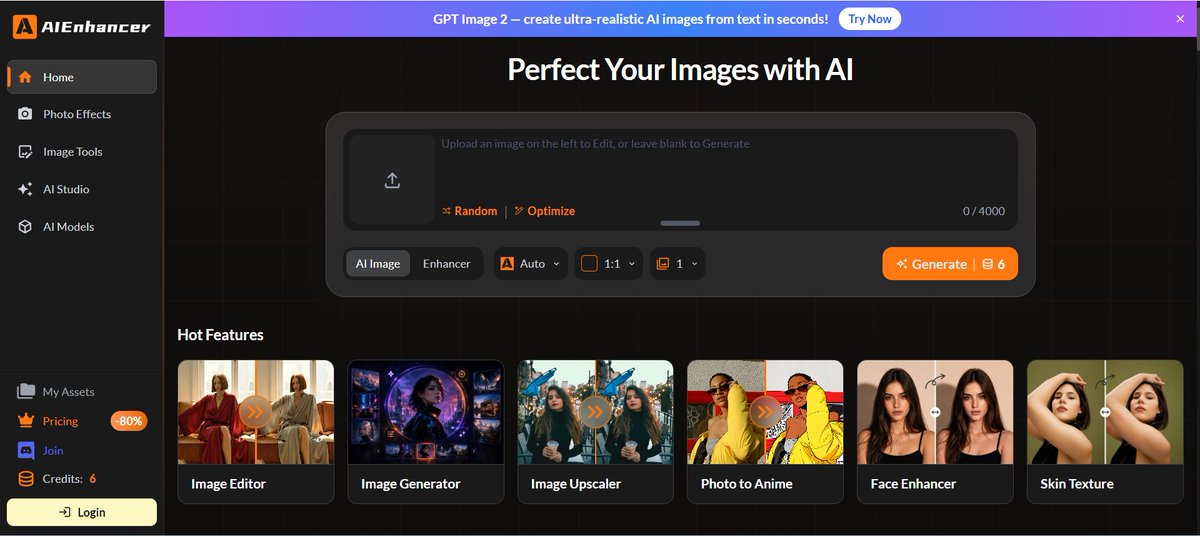 AIEnhancer
GPT Image 2 — create ultra-realistic AI images from text in seconds! Try Now
Home
Photo Effects
Image Tools
AI Studio
AI Models
My Assets
Pricing -80%
Join
Credits: 6
Login
Perfect Your Images with AI
Upload an image on the left to Edit, or leave blank to Generate
Random | Optimize 0 / 4000
AI Image Enhancer Auto 1:1 1 Generate | 6
Hot Features
Image Editor
Image Generator
Image Upscaler
Photo to Anime
Face Enhancer
Skin Texture